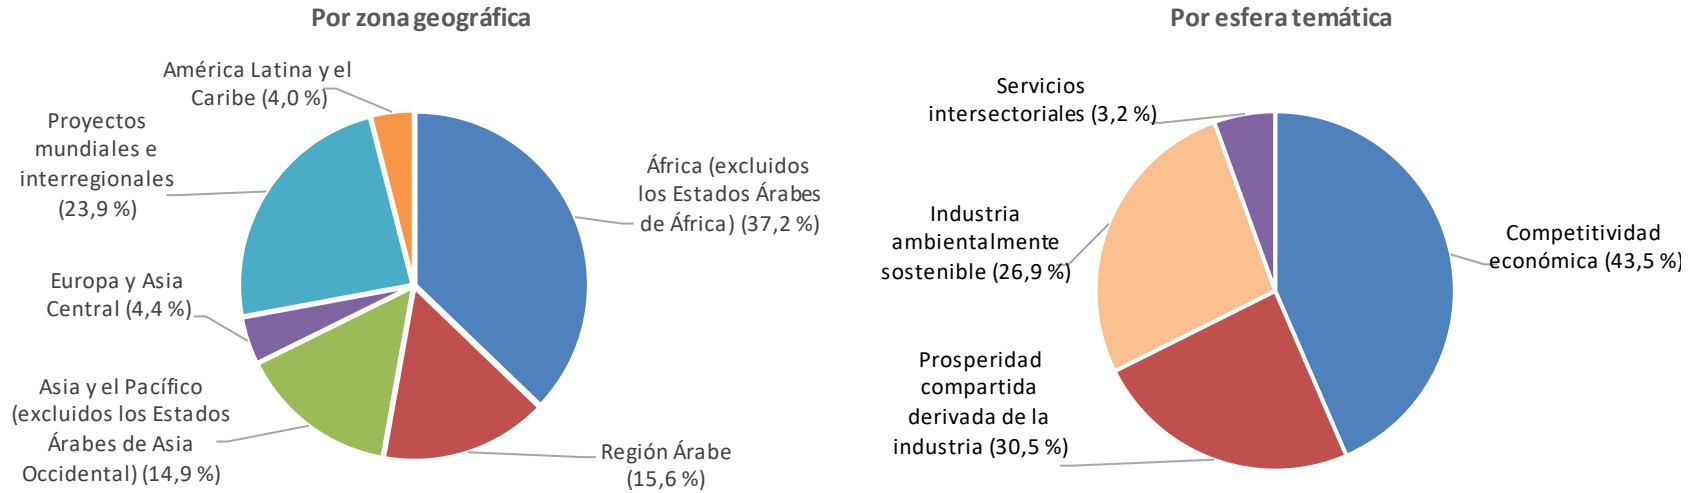 Por zona geográfica
América Latina y el
Caribe (4,0 %)
Proyectos
mundiales e
interregionales
(23,9 %)
África (excluidos
los Estados Árabes
de África) (37,2 %)
Europa y Asia
Central (4,4 %)
Asia y el Pacífico
(excluidos los Estados
Árabes de Asia
Occidental) (14,9 %)
Región Árabe
(15,6 %)
Por esfera temática
Servicios
intersectoriales (3,2 %)
Industria
ambientalmente
sostenible (26,9 %)
Competitividad
económica (43,5 %)
Prosperidad
compartida
derivada de la
industria (30,5 %)